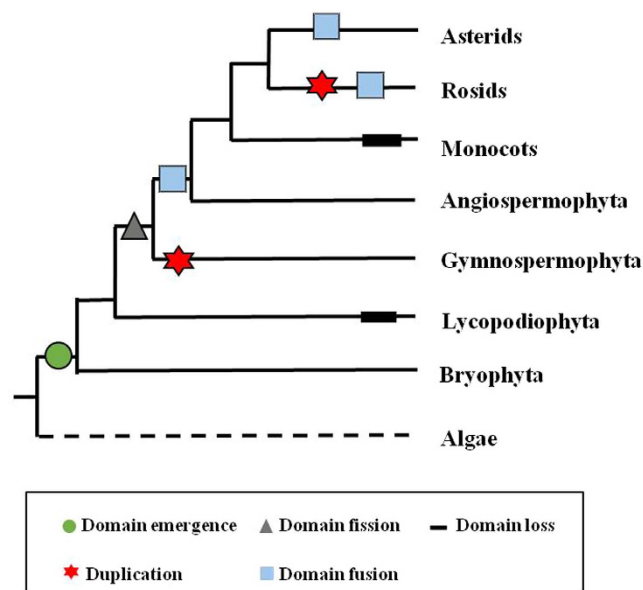 Asterids
Rosids
Monocots
Angiospermophyta
Gymnospermophyta
Lycopodiophyta
Bryophyta
Algae
Domain emergence Domain fission Domain loss
Duplication Domain fusion